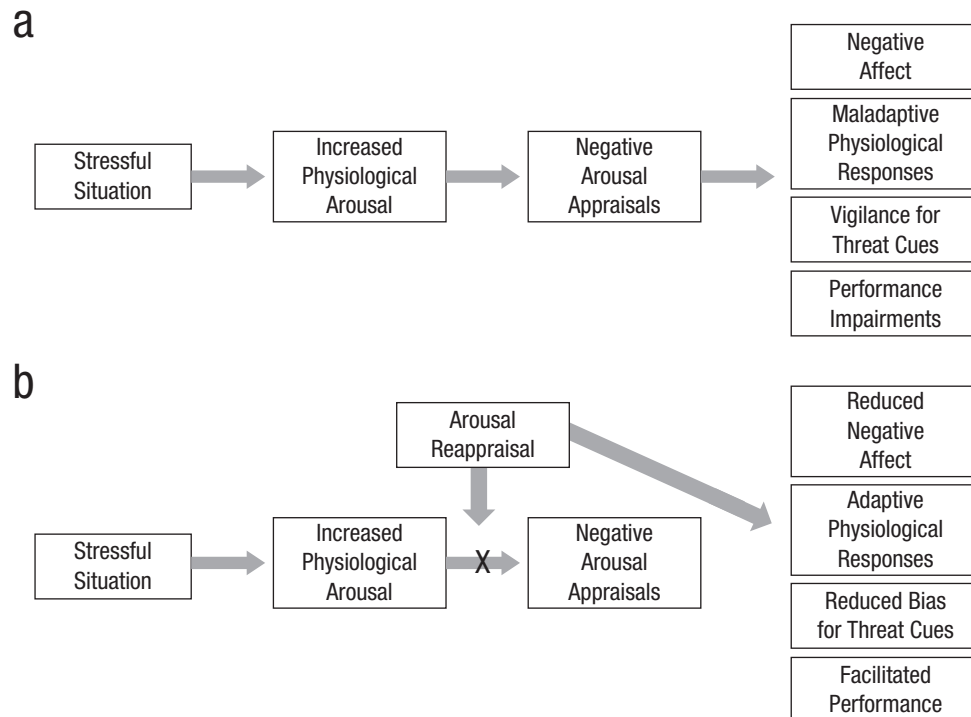 a
Stressful
Situation
Increased
Physiological
Arousal
Negative
Arousal
Appraisals
Negative
Affect
Maladaptive
Physiological
Responses
Vigilance for
Threat Cues
Performance
Impairments
b
Arousal
Reappraisal
Stressful
Situation
Increased
Physiological
Arousal
X
Negative
Arousal
Appraisals
Reduced
Negative
Affect
Adaptive
Physiological
Responses
Reduced Bias
for Threat Cues
Facilitated
Performance